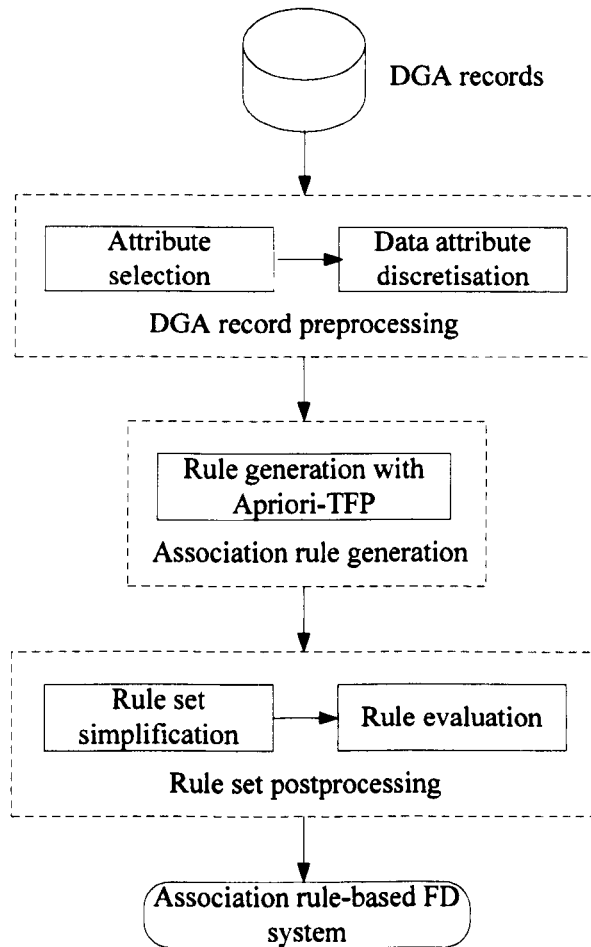 DGA records
Attribute
selection
Data attribute
discretisation
DGA record preprocessing
Rule generation with
Apriori-TFP
Association rule generation
Rule set
simplification
Rule evaluation
Rule set postprocessing
Association rule-based FD
system